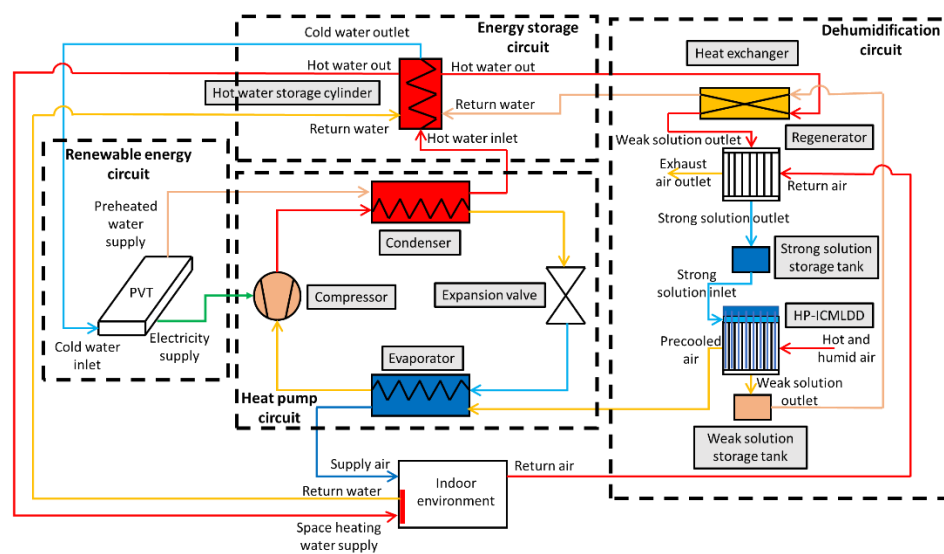 Cold water outlet
Energy storage
circuit
Dehumidification
circuit
Heat exchanger
Hot water out
Hot water out
Hot water storage cylinder
Return water
Return water
Hot water inlet
Weak solution outlet
Regenerator
Renewable energy
circuit
Exhaust
air outlet
Return air
Preheated
water
supply
Condenser
Strong solution outlet
Strong solution
storage tank
PVT
Compressor
Expansion valve
Strong
solution inlet
HP-ICMLDD
Electricity
supply
Cold water
inlet
Evaporator
Precooled
air
Hot and
humid air
Heat pump
circuit
Weak solution
outlet
Weak solution
storage tank
Supply air
Indoor
environment
Return air
Return water
Space heating
water supply